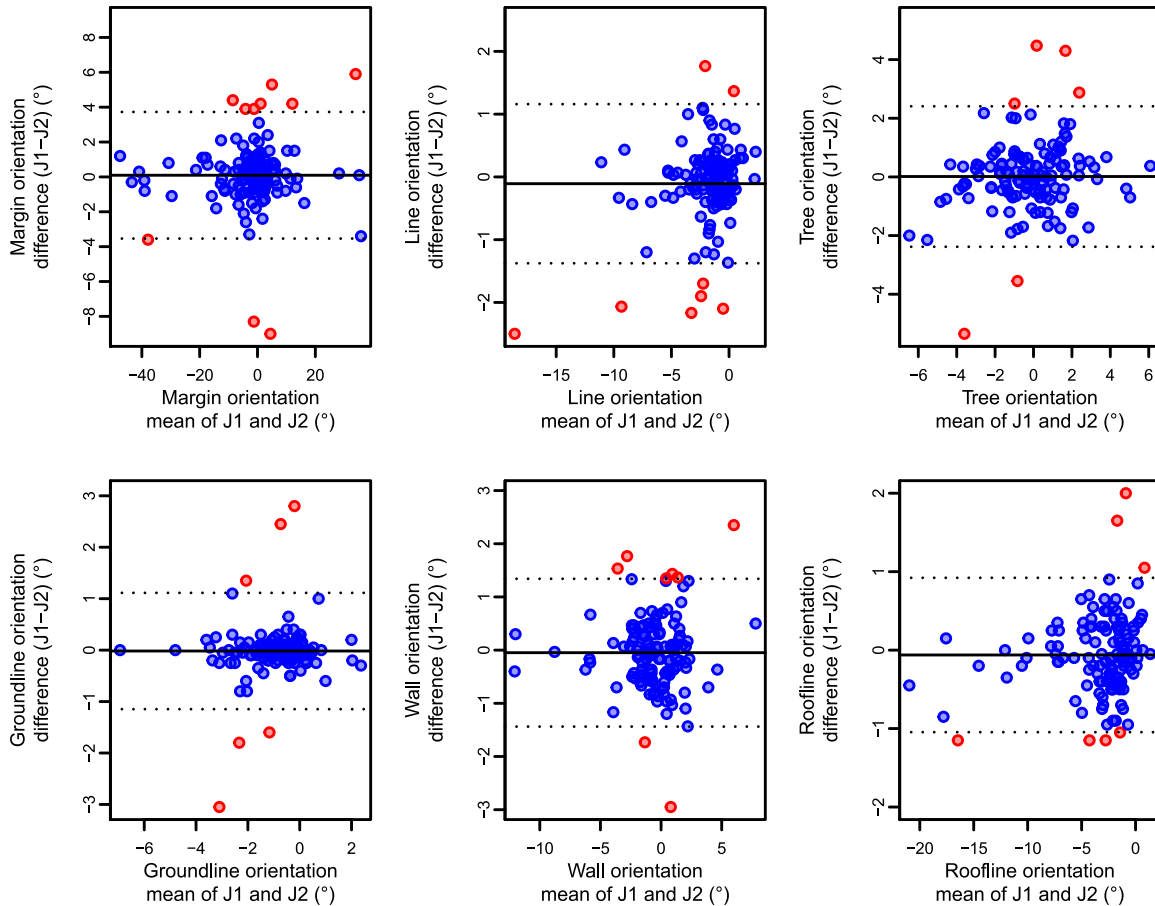 Margin orientation
difference (J1−J2) (°)
8
6
4
2
0
−2
−4
−6
−8
−40 −20 0 20
Margin orientation
mean of J1 and J2 (°)
Line orientation
difference (J1−J2) (°)
2
1
0
−1
−2
−15 −10 −5 0
Line orientation
mean of J1 and J2 (°)
Tree orientation
difference (J1−J2) (°)
4
2
0
−2
−4
−6 −4 −2 0 2 4 6
Tree orientation
mean of J1 and J2 (°)
Groundline orientation
difference (J1−J2) (°)
3
2
1
0
−1
−2
−3
−6 −4 −2 0 2
Groundline orientation
mean of J1 and J2 (°)
Wall orientation
difference (J1−J2) (°)
3
2
1
0
−1
−2
−3
−10 −5 0 5
Wall orientation
mean of J1 and J2 (°)
Roofline orientation
difference (J1−J2) (°)
2
1
0
−1
−2
−20 −15 −10 −5 0
Roofline orientation
mean of J1 and J2 (°)